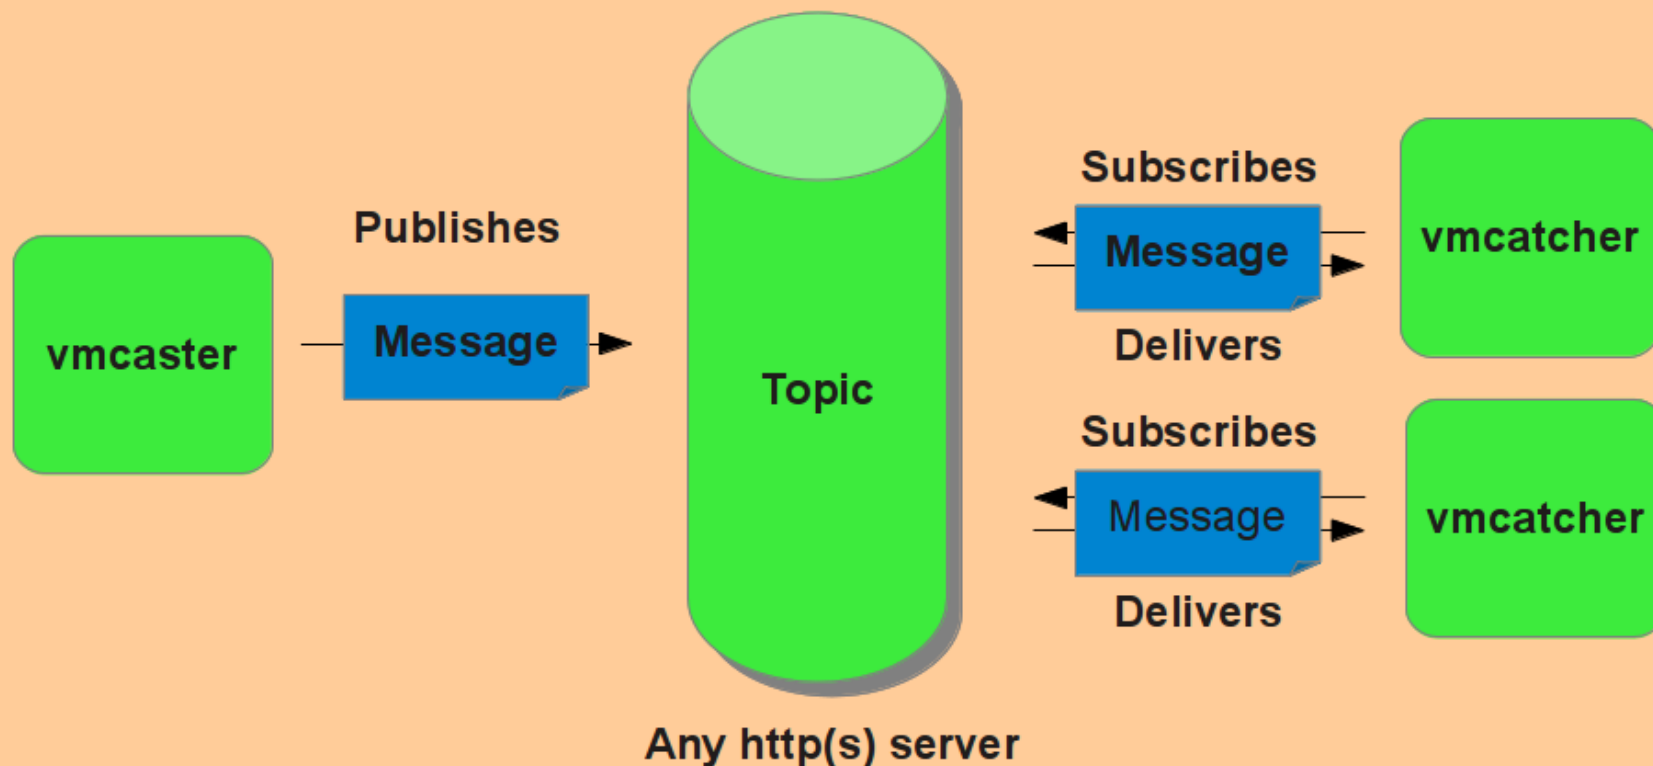 vmcaster
Publishes
Message
Topic
Any http(s) server
Subscribes
Message
Delivers
vmcatcher
Subscribes
Message
Delivers
vmcatcher